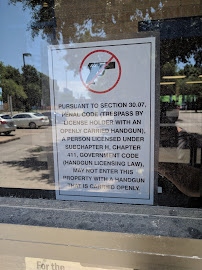 PURSUANT TO SECTION 30.07,
PENAL CODE (TRESPASS BY
LICENSE HOLDER WITH AN
OPENLY CARRIED HANDGUN),
A PERSON LICENSED UNDER
SUBCHAPTER H, CHAPTER
411, GOVERNMENT CODE
(HANDGUN LICENSING LAW),
MAY NOT ENTER THIS
PROPERTY WITH A HANDGUN
THAT IS CARRIED OPENLY.
For the